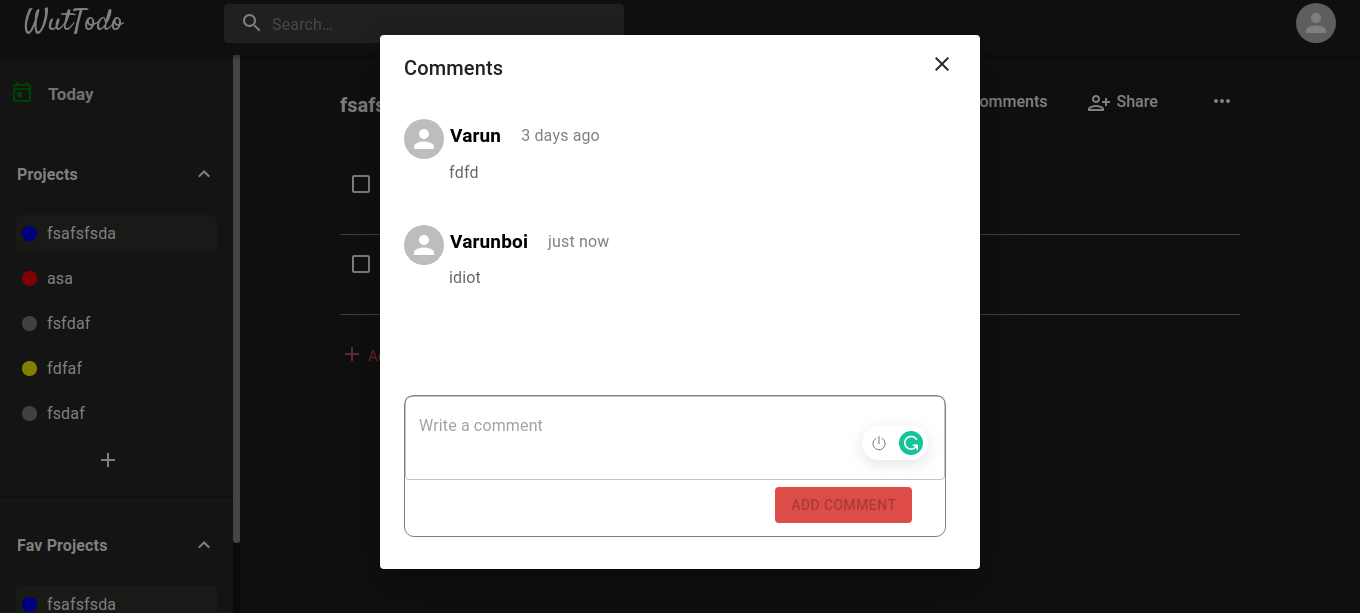 WutTodo
Search…
Today
Projects
fsafsfsda
asa
fsfdaf
fdfaf
fsdaf
Fav Projects
fsafsfsda
fsafs
omments
Share
Comments
Varun 3 days ago
fdfd
Varunboi just now
idiot
Write a comment
ADD COMMENT